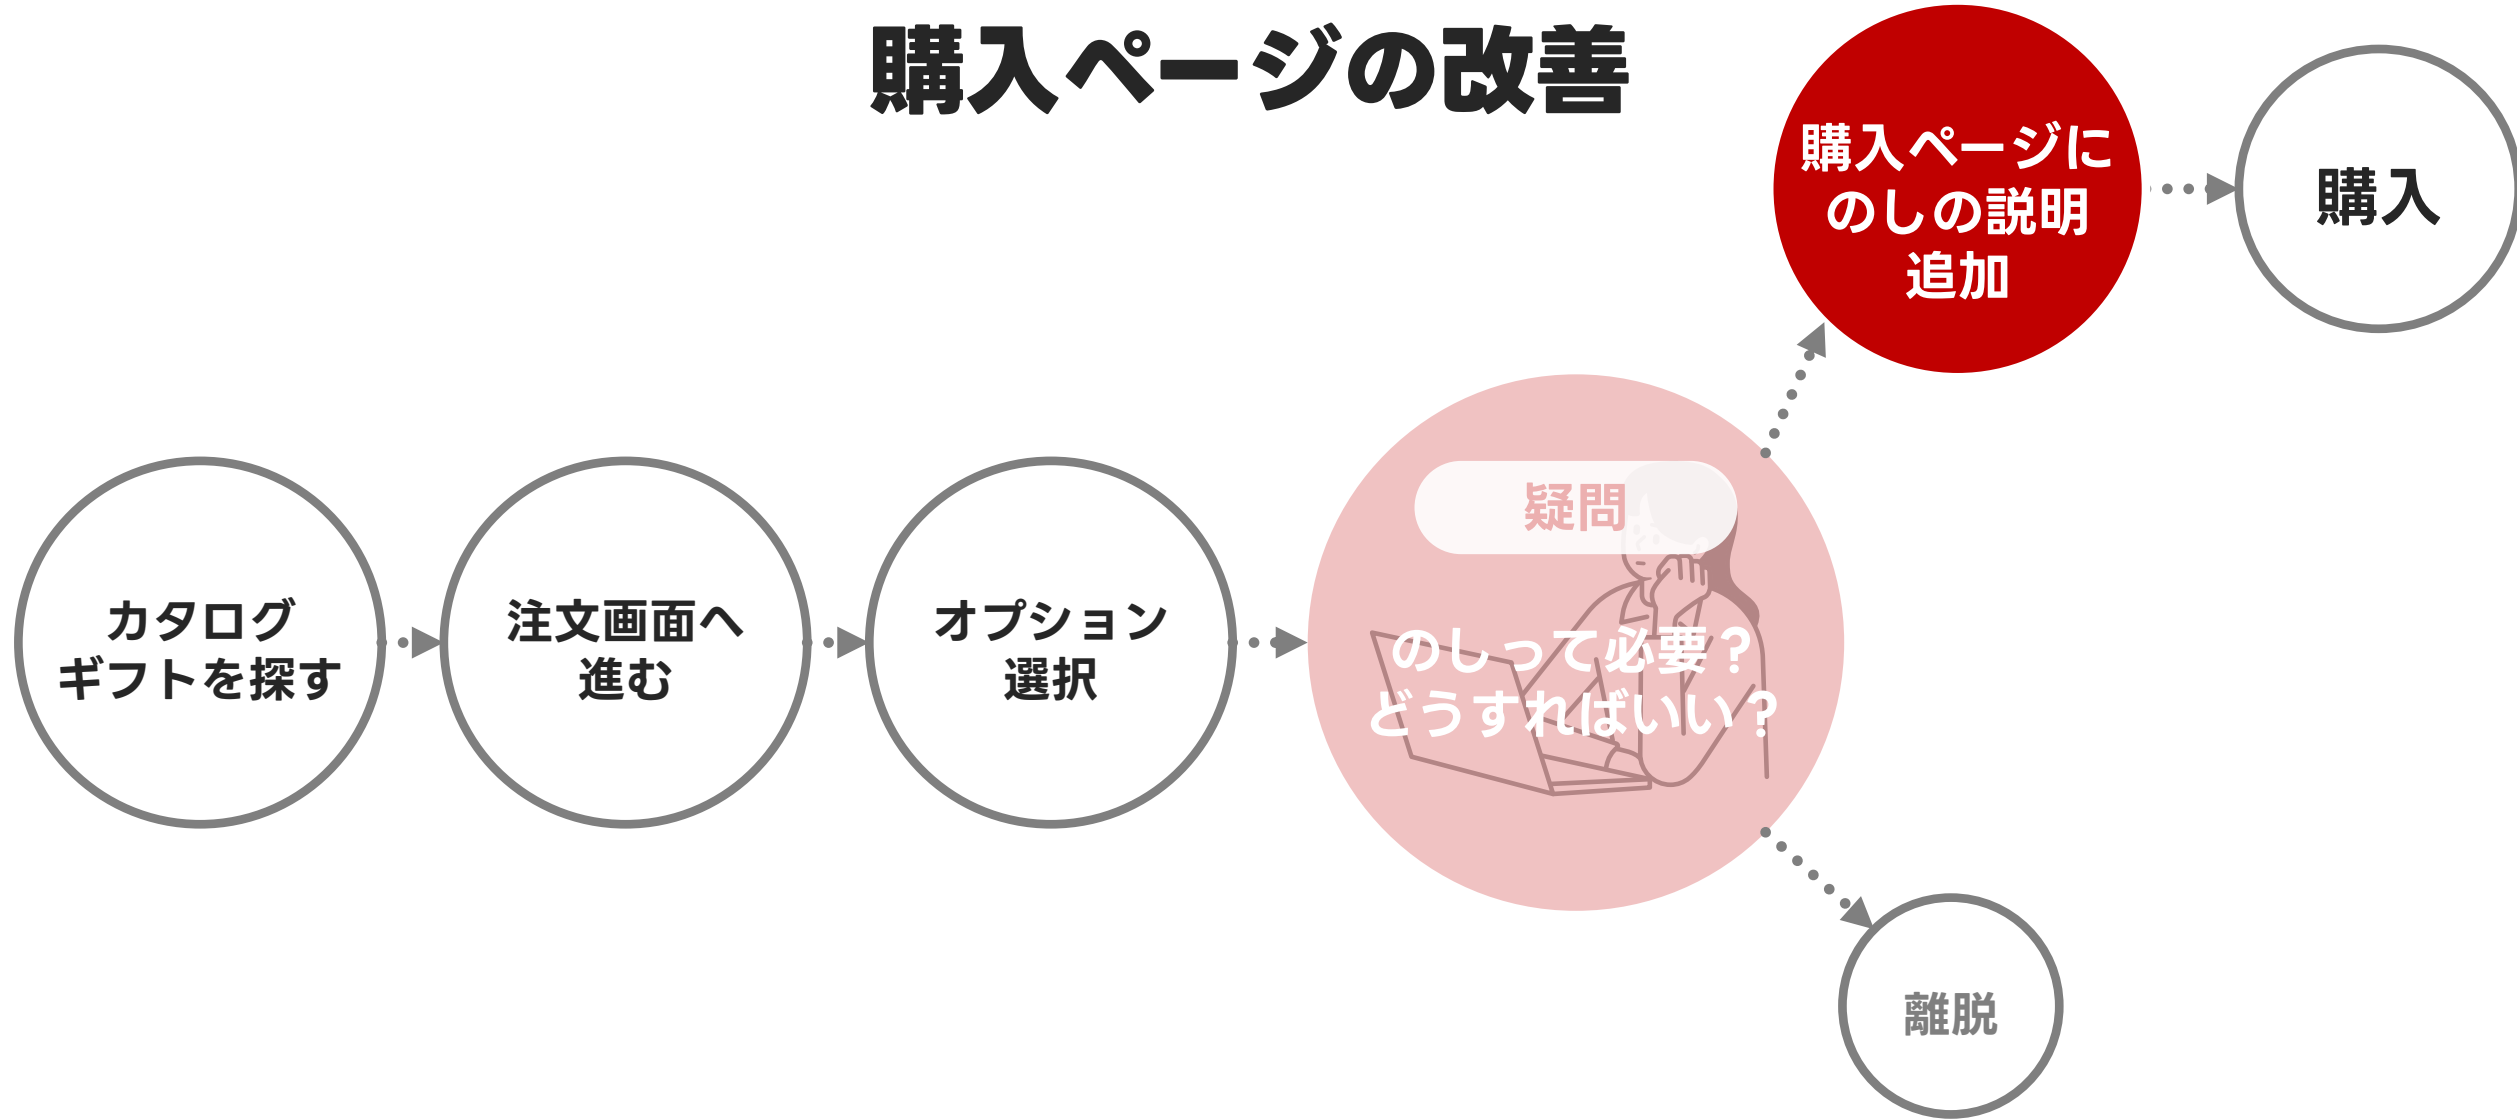 購入ページの改善
カタログ
ギフト探す
注文画面へ
進む
オプション
選択
疑問
のしって必要？
どうすればいい？
購入ページに
のしの説明
追加
購入
離脱